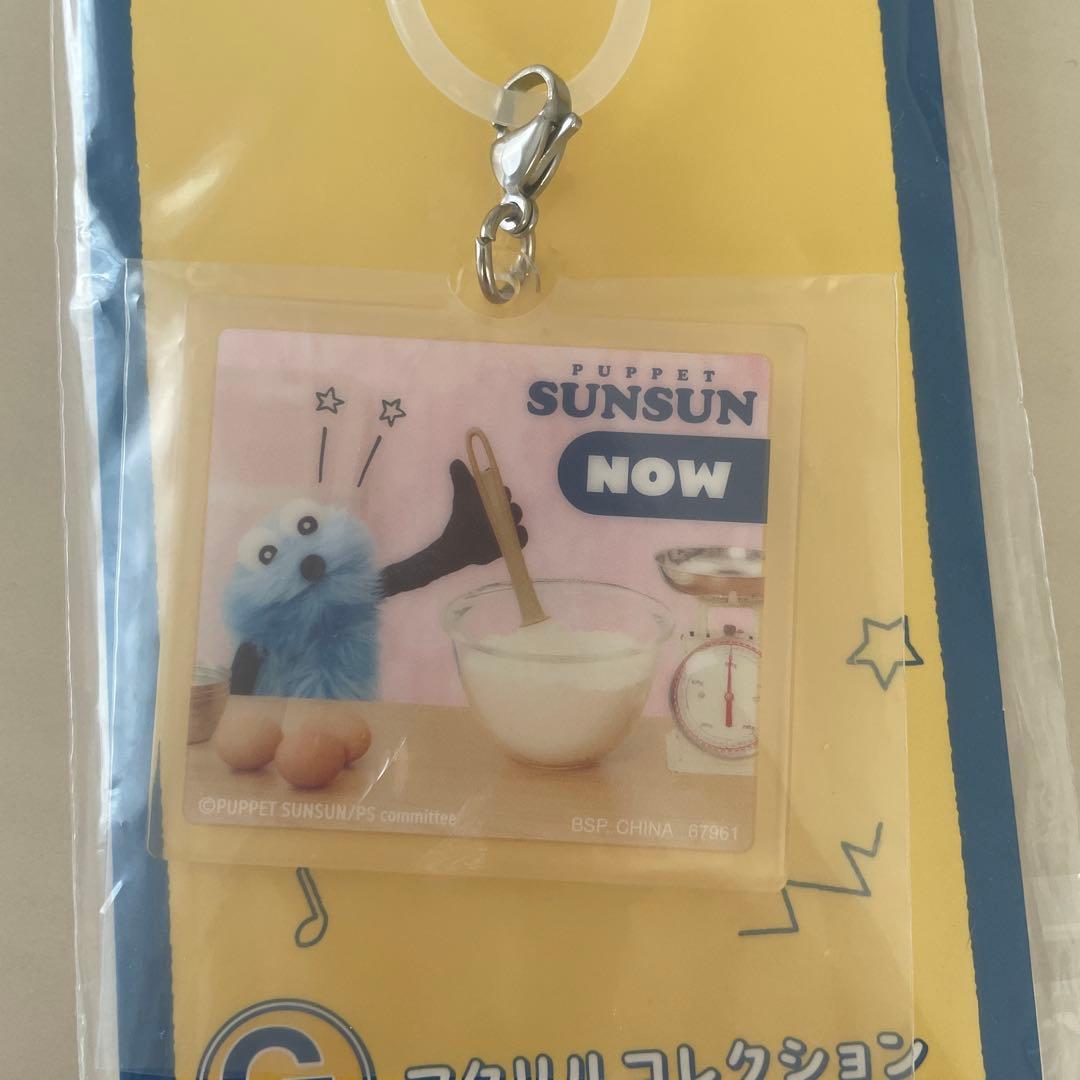 PUPPET
SUNSUN
NOW
©PUPPET SUNSUN/PS committee
BSP. CHINA 67961
G
アクリルコレクション